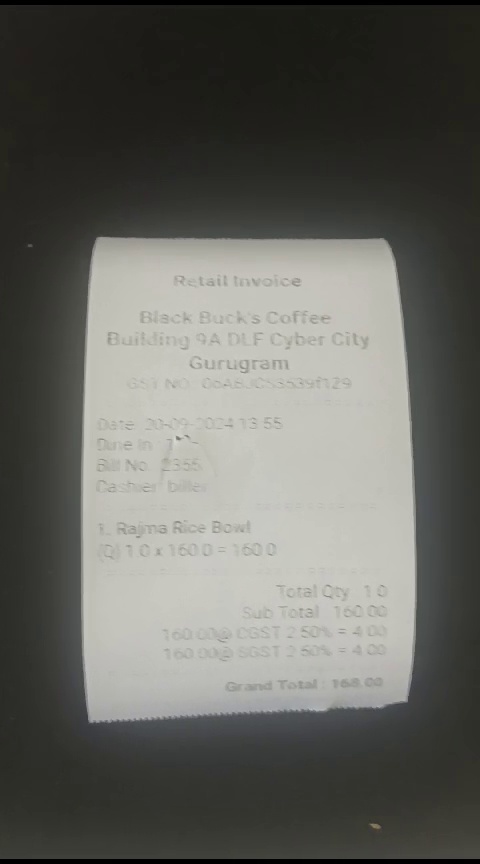 Retail Invoice
Black Buck's Coffee
Building 9A DLF Cyber City
Gurugram
GST NO
Date 20-09-2024 13:55
Dine In
Bill No. 2355
Cashier biller
1. Rajma Rice Bowl
(Q) 1.0 x 160.0 = 160.0
Total Qty 1.0
Sub Total 160.00
160.00@ CGST 2.50% = 4.00
160.00@ SGST 2.50% = 4.00
Grand Total : 168.00